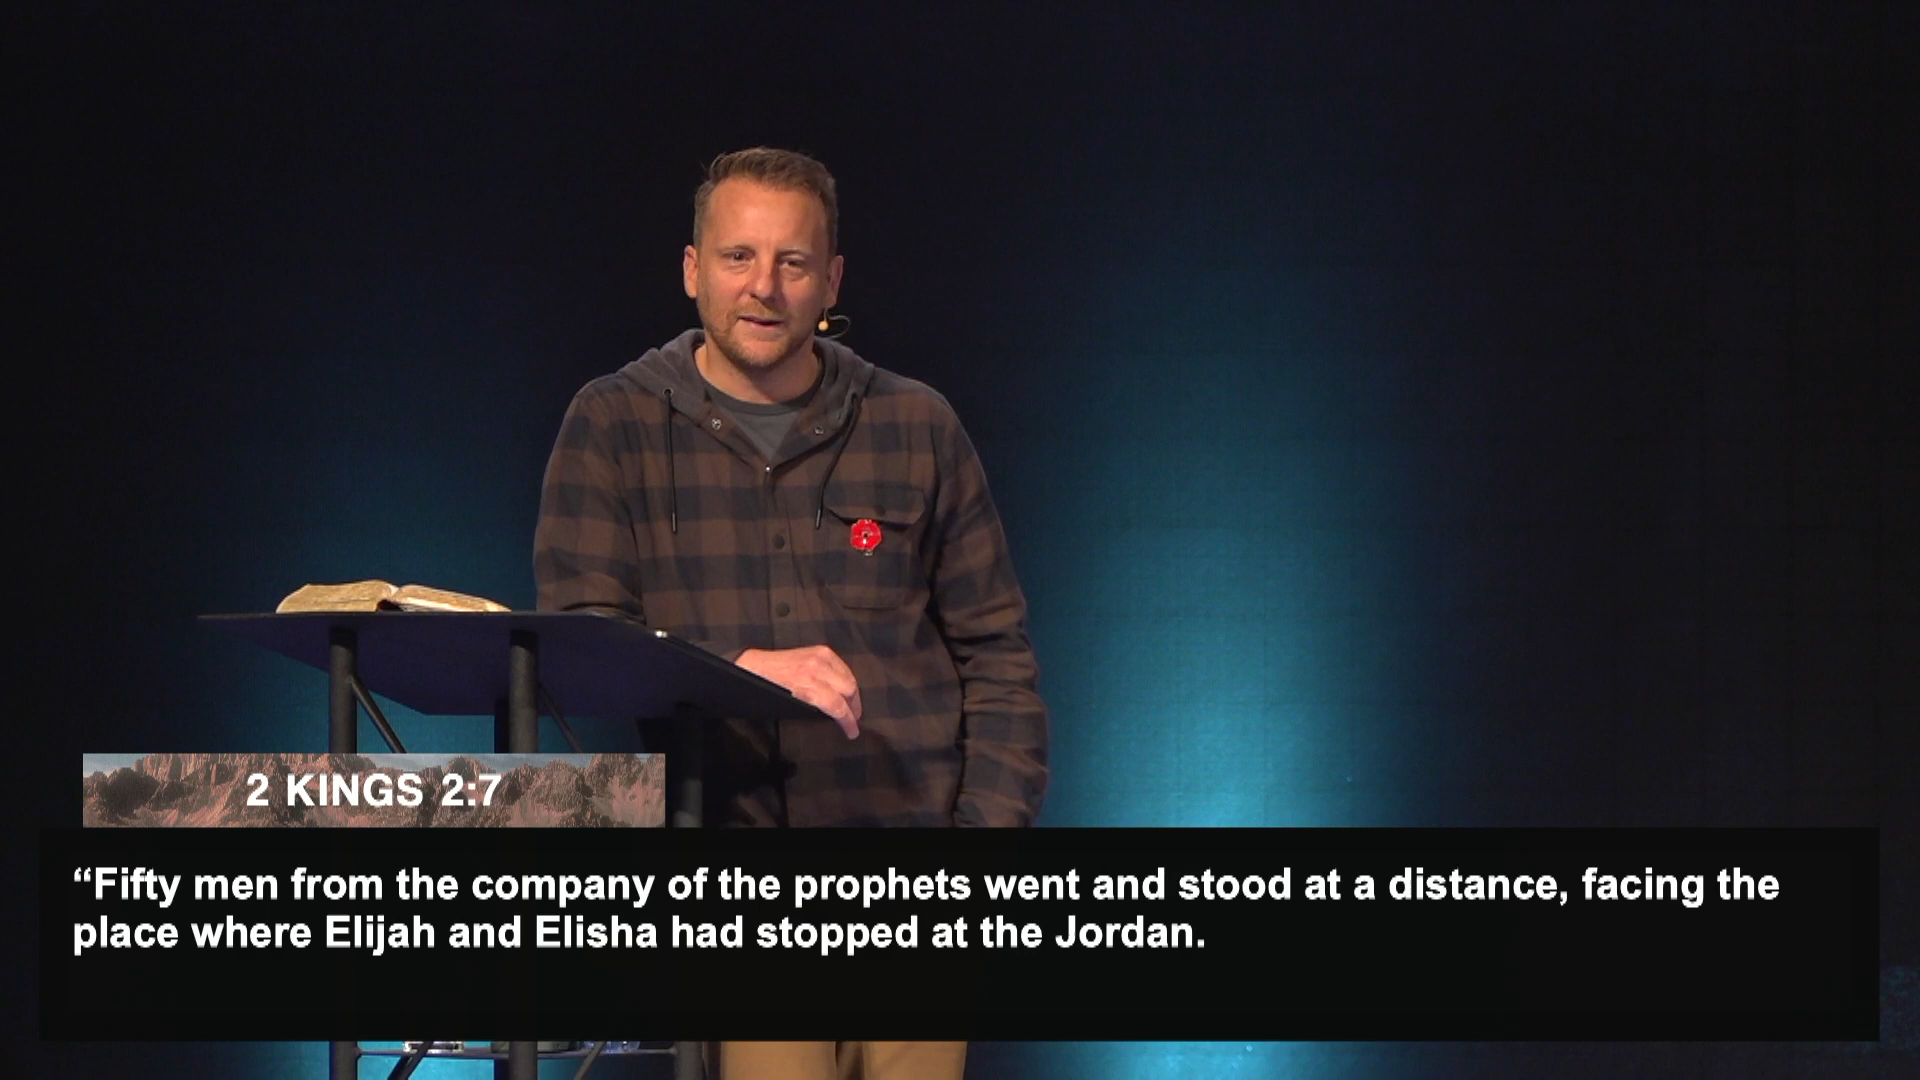 2 KINGS 2:7
“Fifty men from the company of the prophets went and stood at a distance, facing the
place where Elijah and Elisha had stopped at the Jordan.